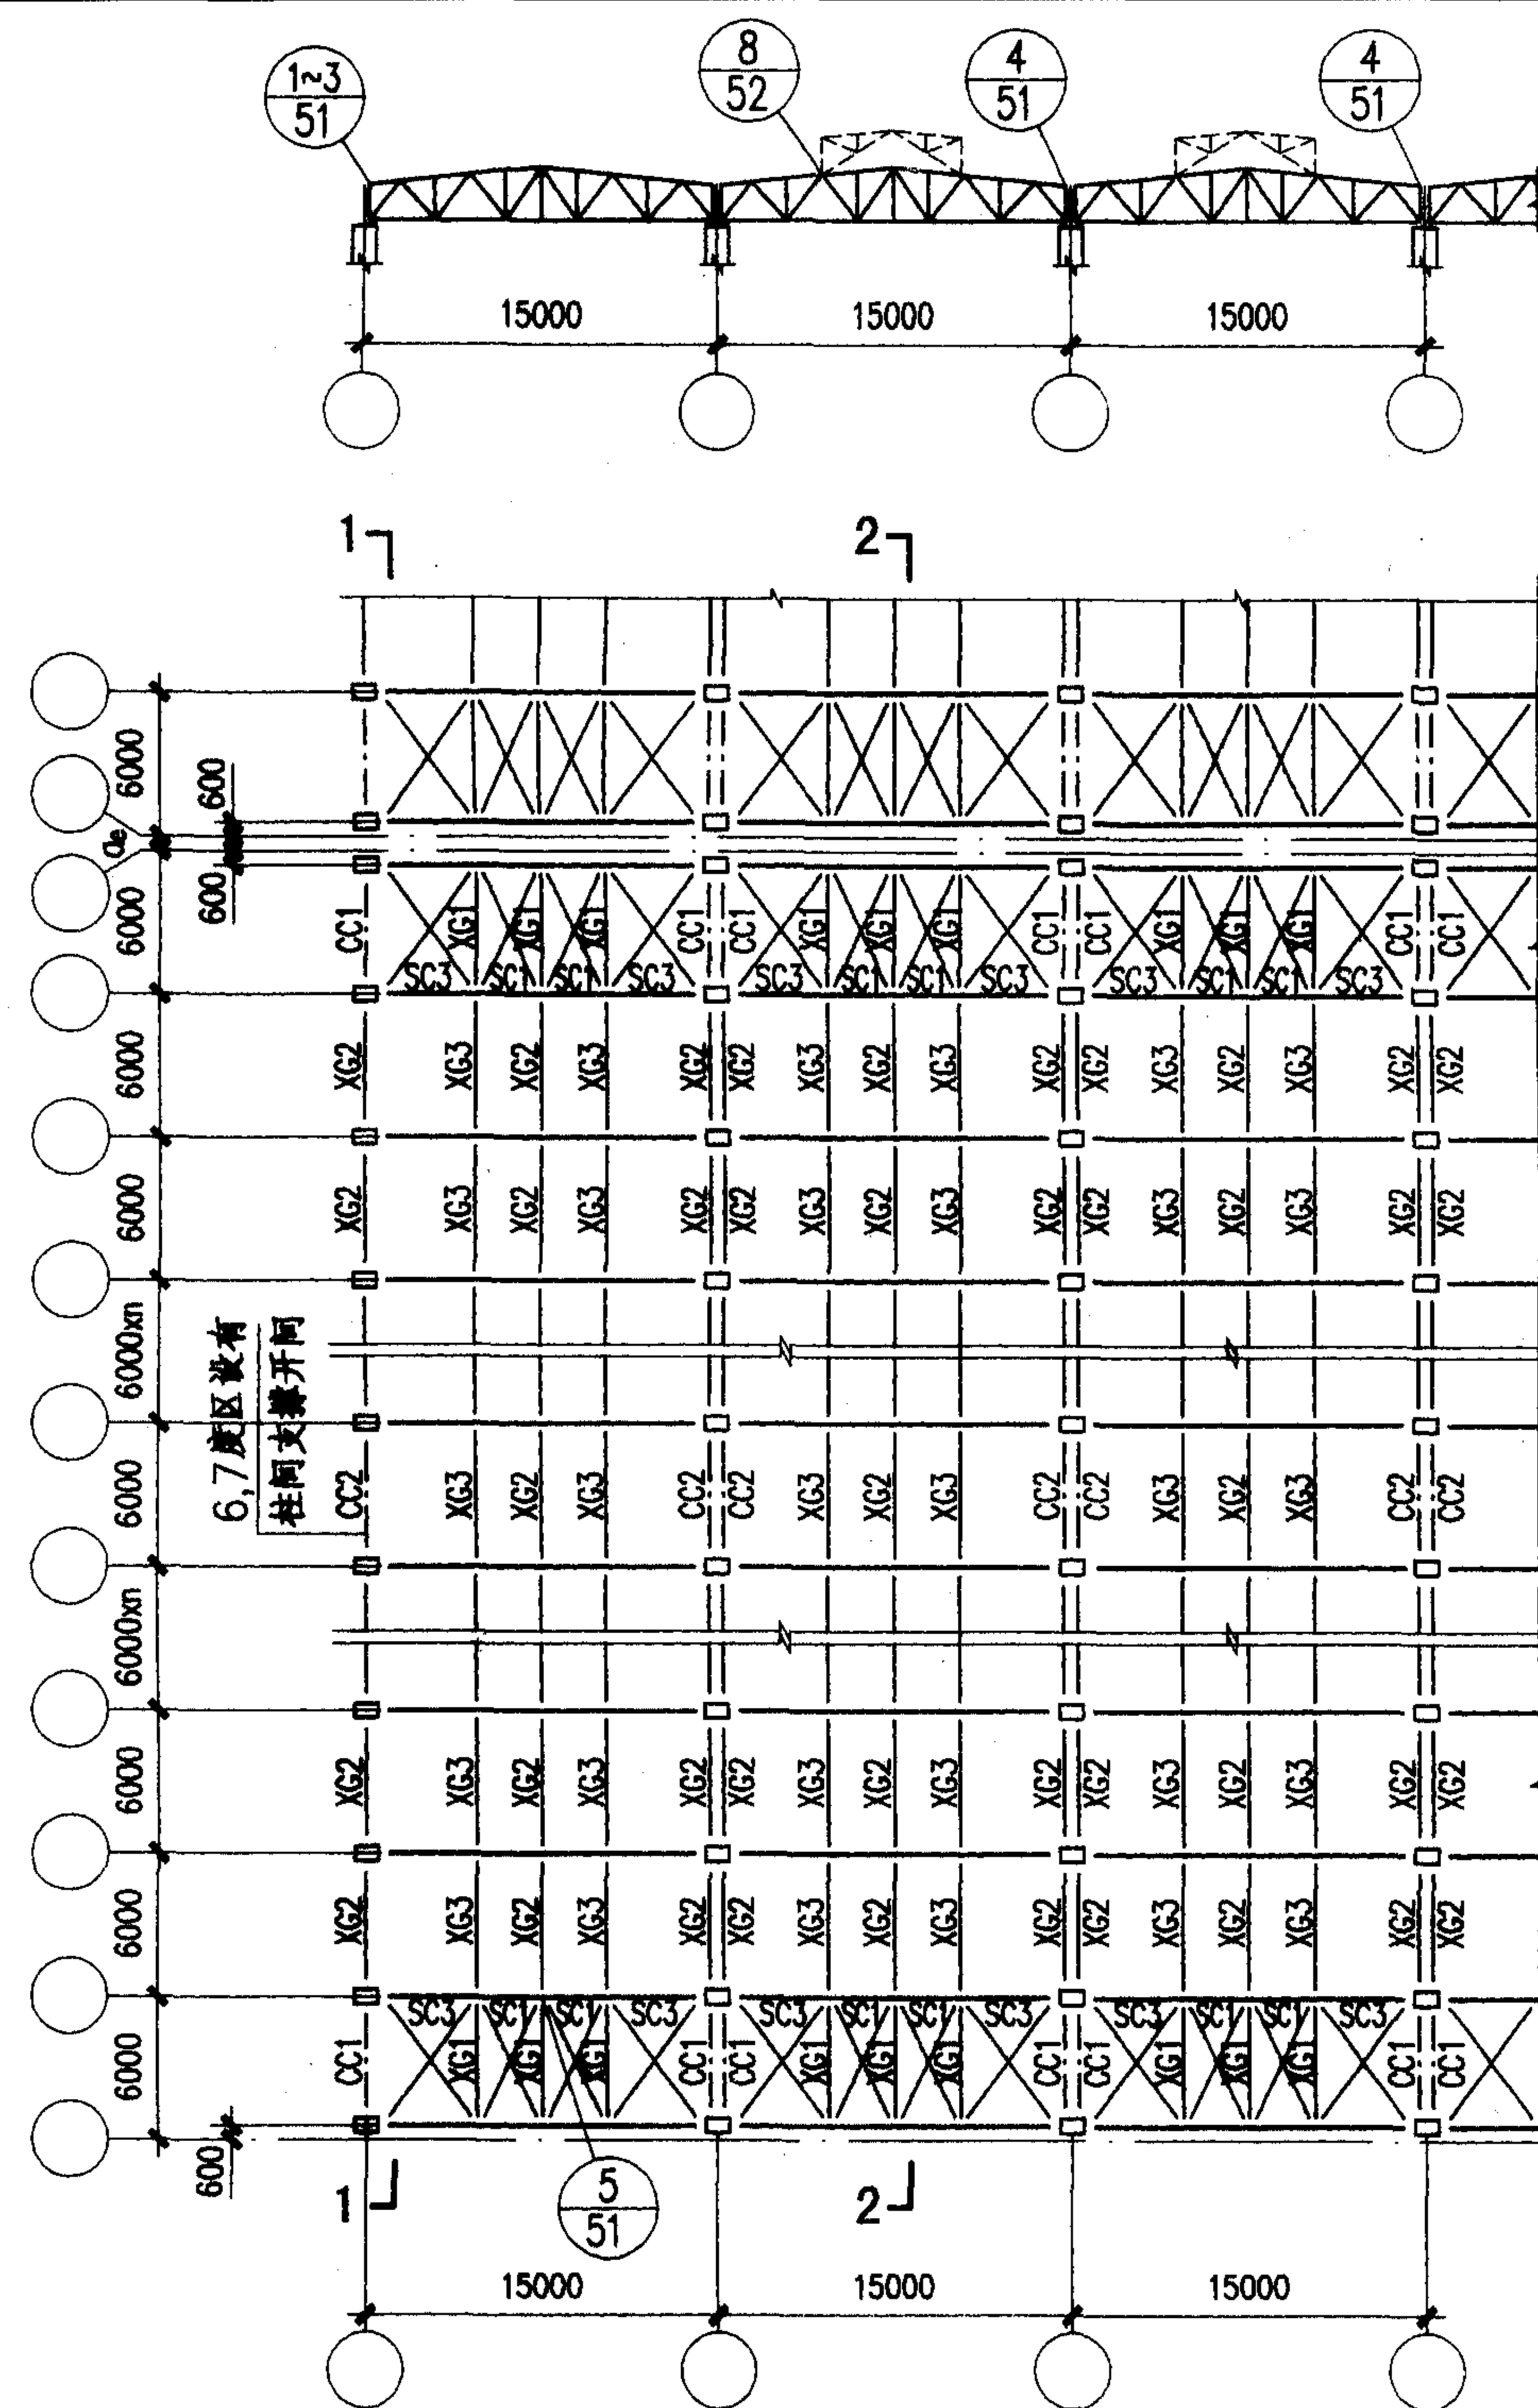 1~3
51
8
52
4
51
4
51
15000 15000 15000
1 2
6000
600
ae
600
6000
CC1 XG1 XG1 XG1 CC1 CC1 XG1 XG1 XG1 CC1 CC1 XG1 XG1 XG1 CC1 CC1
SC3 SC1 SC1 SC3 SC3 SC1 SC1 SC3 SC3 SC1 SC1 SC3
6000
XG2 XG3 XG2 XG3 XG2 XG2 XG3 XG2 XG3 XG2 XG2 XG3 XG2 XG3 XG2 XG2
6000
XG2 XG3 XG2 XG3 XG2 XG2 XG3 XG2 XG3 XG2 XG2 XG3 XG2 XG3 XG2 XG2
6000xn
6,7度区设有
柱间支撑开间
6000
CC2 XG3 XG2 XG3 CC2 CC2 XG3 XG2 XG3 CC2 CC2 XG3 XG2 XG3 CC2 CC2
6000xn
6000
XG2 XG3 XG2 XG3 XG2 XG2 XG3 XG2 XG3 XG2 XG2 XG3 XG2 XG3 XG2 XG2
6000
XG2 XG3 XG2 XG3 XG2 XG2 XG3 XG2 XG3 XG2 XG2 XG3 XG2 XG3 XG2 XG2
SC3 SC1 SC1 SC3 SC3 SC1 SC1 SC3 SC3 SC1 SC1 SC3
6000
CC1 XG1 XG1 XG1 CC1 CC1 XG1 XG1 XG1 CC1 CC1 XG1 XG1 XG1 CC1 CC1
600
1 2
5
51
15000 15000 15000